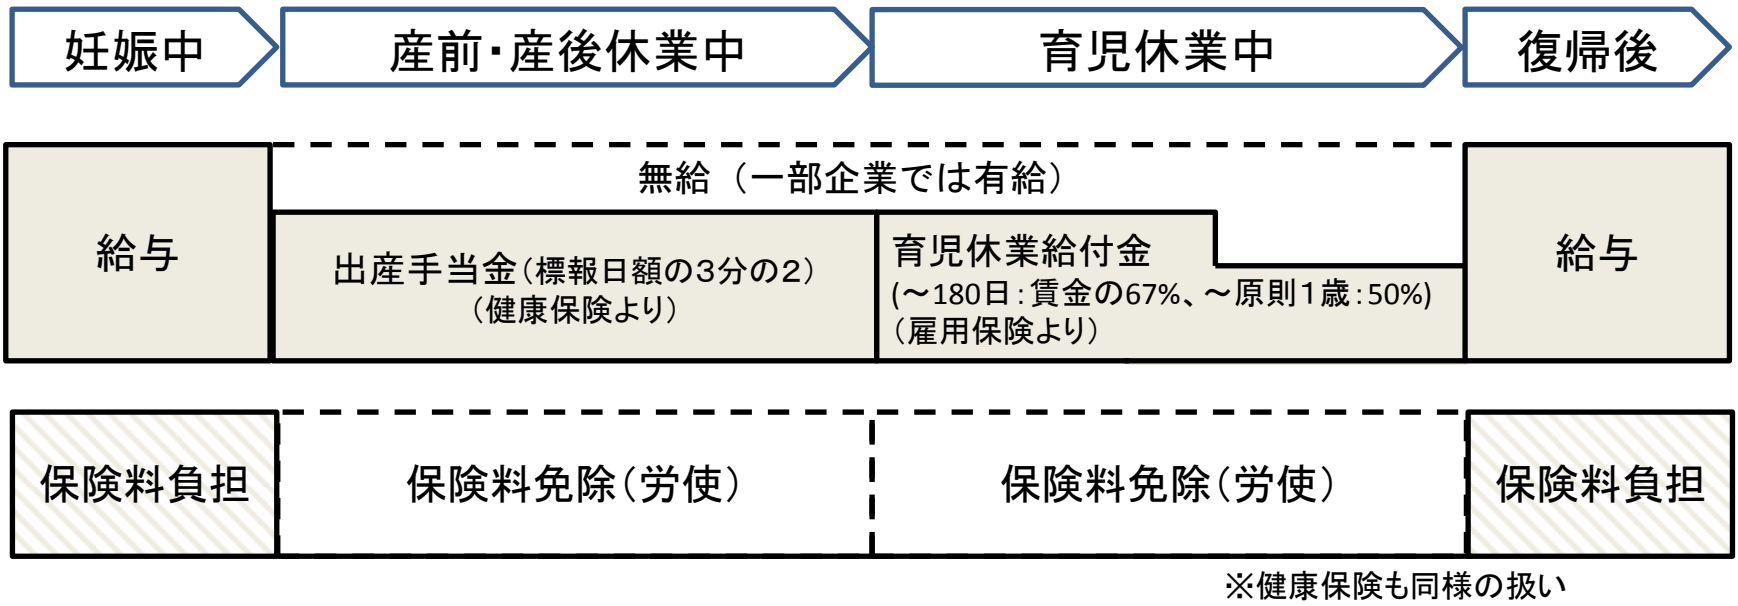 妊娠中
産前・産後休業中
育児休業中
復帰後
無給（一部企業では有給）
給与
出産手当金（標報日額の３分の２）
（健康保険より）
育児休業給付金
(～180日：賃金の67%、～原則１歳：50%)
（雇用保険より）
給与
保険料負担
保険料免除（労使）
保険料免除（労使）
保険料負担
※健康保険も同様の扱い